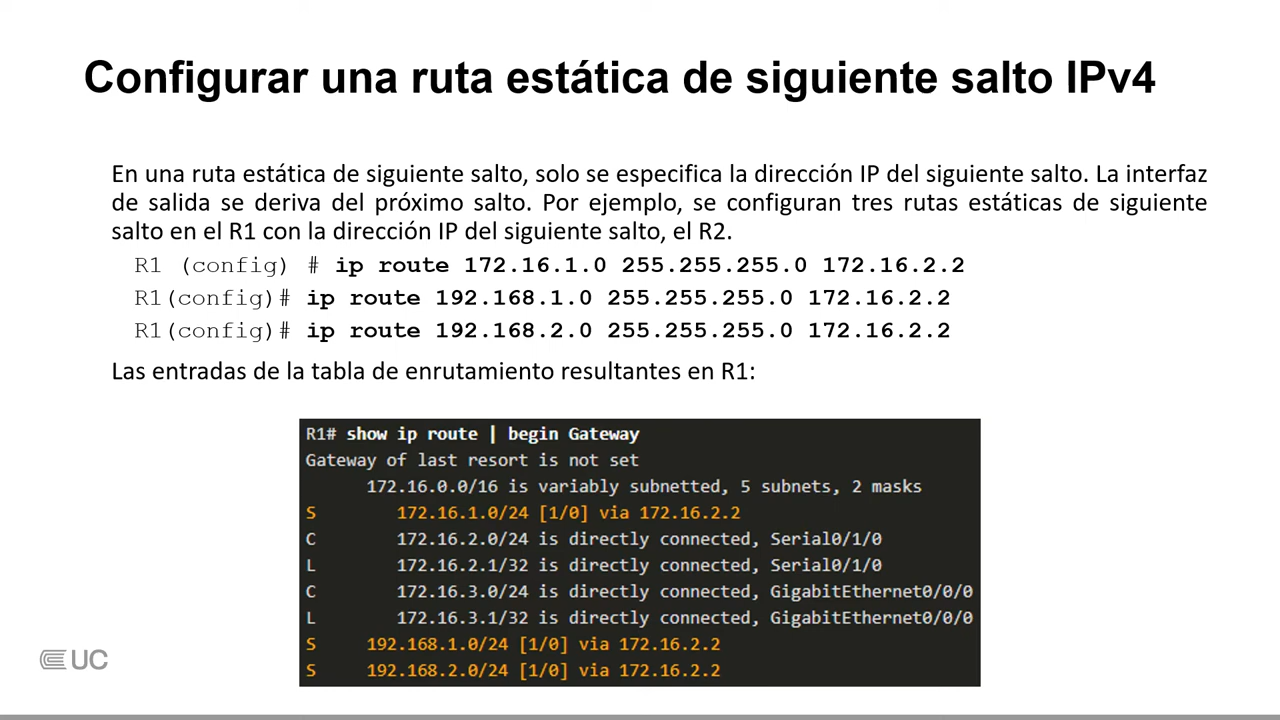 Configurar una ruta estática de siguiente salto IPv4
En una ruta estática de siguiente salto, solo se especifica la dirección IP del siguiente salto. La interfaz
de salida se deriva del próximo salto. Por ejemplo, se configuran tres rutas estáticas de siguiente
salto en el R1 con la dirección IP del siguiente salto, el R2.
R1 (config) # ip route 172.16.1.0 255.255.255.0 172.16.2.2
R1(config)# ip route 192.168.1.0 255.255.255.0 172.16.2.2
R1(config)# ip route 192.168.2.0 255.255.255.0 172.16.2.2
Las entradas de la tabla de enrutamiento resultantes en R1:
R1# show ip route | begin Gateway
Gateway of last resort is not set
172.16.0.0/16 is variably subnetted, 5 subnets, 2 masks
S 172.16.1.0/24 [1/0] via 172.16.2.2
C 172.16.2.0/24 is directly connected, Serial0/1/0
L 172.16.2.1/32 is directly connected, Serial0/1/0
C 172.16.3.0/24 is directly connected, GigabitEthernet0/0/0
L 172.16.3.1/32 is directly connected, GigabitEthernet0/0/0
S 192.168.1.0/24 [1/0] via 172.16.2.2
S 192.168.2.0/24 [1/0] via 172.16.2.2
UC